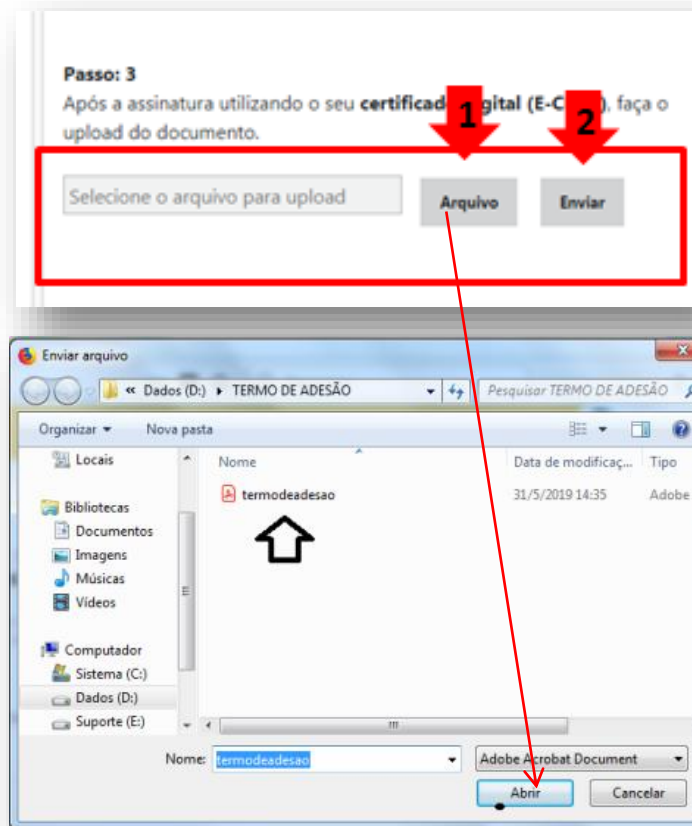 Passo: 3
Após a assinatura utilizando o seu certificado digital (E-C faça o
upload do documento.
1
2
Selecione o arquivo para upload
Arquivo
Enviar
Enviar arquivo
« Dados (D:) TERMO DE ADESÃO
Pesquisar TERMO DE ADESÃO
Organizar
Nova pasta
Locais
Bibliotecas
Documentos
Imagens
Músicas
Vídeos
Computador
Sistema (C:)
Dados (D:)
Suporte (E:)
Nome
Data de modificaç...
Tipo
termodeadesao
31/5/2019 14:35
Adobe
Nome:
termodeadesao
Adobe Acrobat Document
Abrir
Cancelar